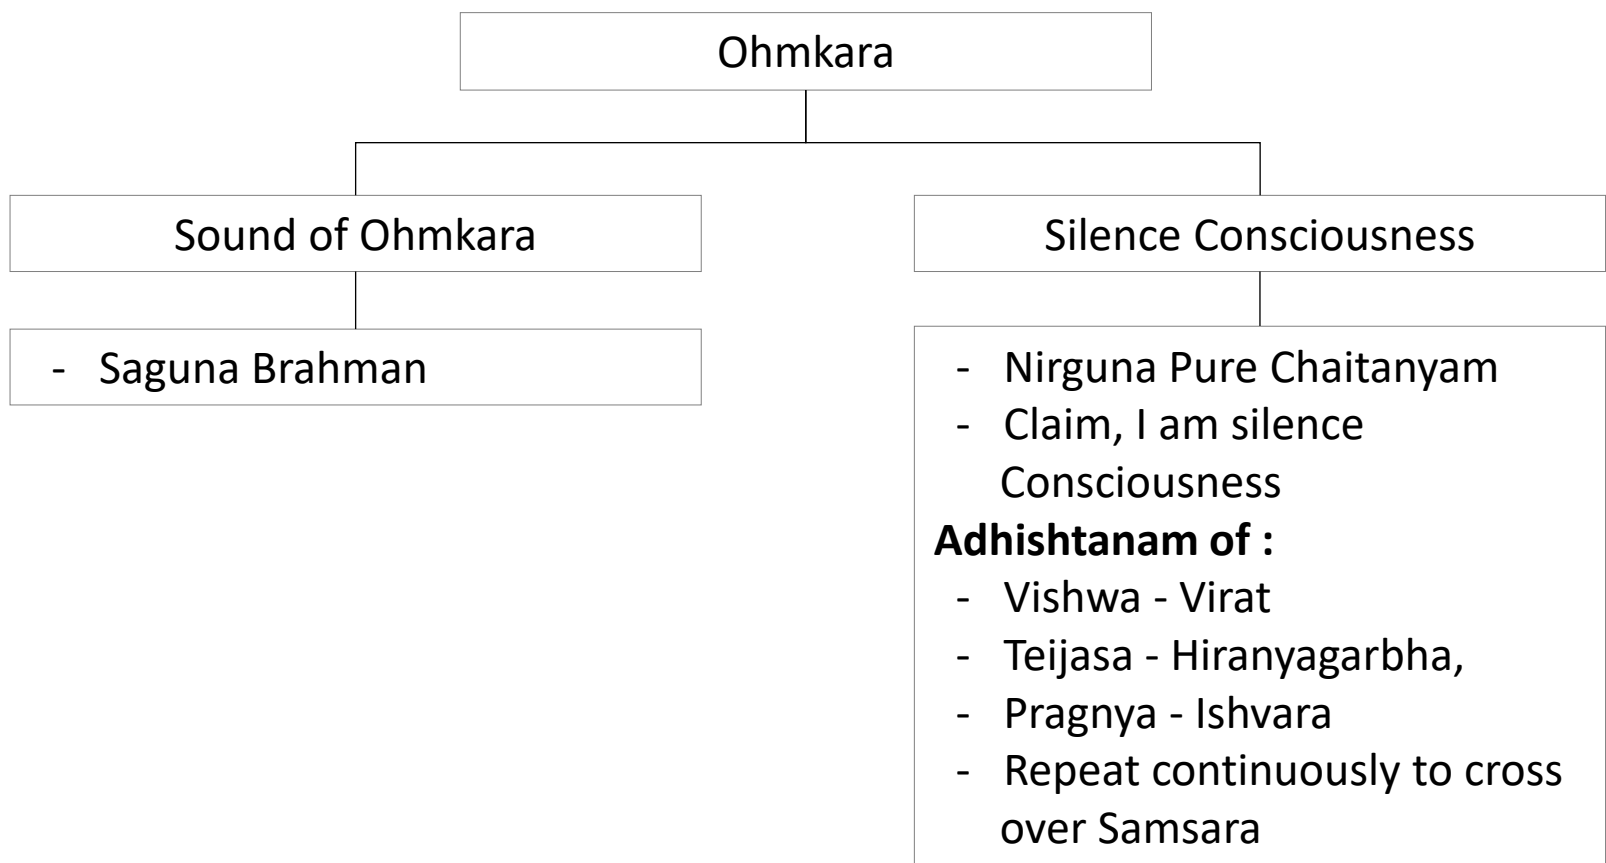 Ohmkara
Sound of Ohmkara
Silence Consciousness
- Saguna Brahman
- Nirguna Pure Chaitanyam
- Claim, I am silence
Consciousness
Adhishtanam of :
- Vishwa - Virat
- Teijasa - Hiranyagarbha,
- Pragnya - Ishvara
- Repeat continuously to cross
over Samsara